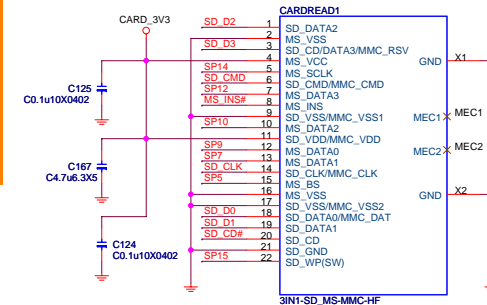 CARDREAD1
CARD_3V3
SD_D2 1 SD_DATA2
2 MS_VSS
SD_D3 3 SD_CD/DATA3/MMC_RSV
4 MS_VCC GND X1
SP14 5 MS_SCLK
SD_CMD 6 SD_CMD/MMC_CMD
SP12 7 MS_DATA3
MS_INS# 8 MS_INS
9 SD_VSS/MMC_VSS1 MEC1 MEC1
SP10 10 MS_DATA2
11 SD_VDD/MMC_VDD
SP9 12 MS_DATA0 MEC2 MEC2
SP7 13 MS_DATA1
SD_CLK 14 SD_CLK/MMC_CLK
SP5 15 MS_BS
16 MS_VSS GND X2
17 SD_VSS/MMC_VSS2
SD_D0 18 SD_DATA0/MMC_DAT
SD_D1 19 SD_DATA1
SD_CD# 20 SD_CD
21 SD_GND
SP15 22 SD_WP(SW)
3IN1-SD_MS-MMC-HF
C125
C0.1u10X0402
C167
C4.7u6.3X5
C124
C0.1u10X0402